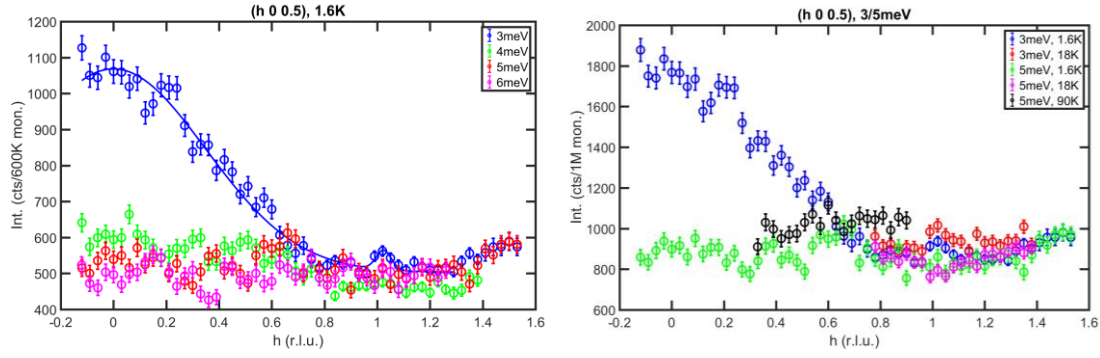 (h 0 0.5), 1.6K
1200
1100
1000
900
800
700
600
500
400
-0.2
0
0.2
0.4
0.6
0.8
1
1.2
1.4
1.6
h (r.l.u.)
Int. (cts/600K mon.)
3meV
4meV
5meV
6meV
(h 0 0.5), 3/5meV
2000
1800
1600
1400
1200
1000
800
600
-0.2
0
0.2
0.4
0.6
0.8
1
1.2
1.4
1.6
h (r.l.u.)
Int. (cts/1M mon.)
3meV, 1.6K
3meV, 18K
5meV, 1.6K
5meV, 18K
5meV, 90K